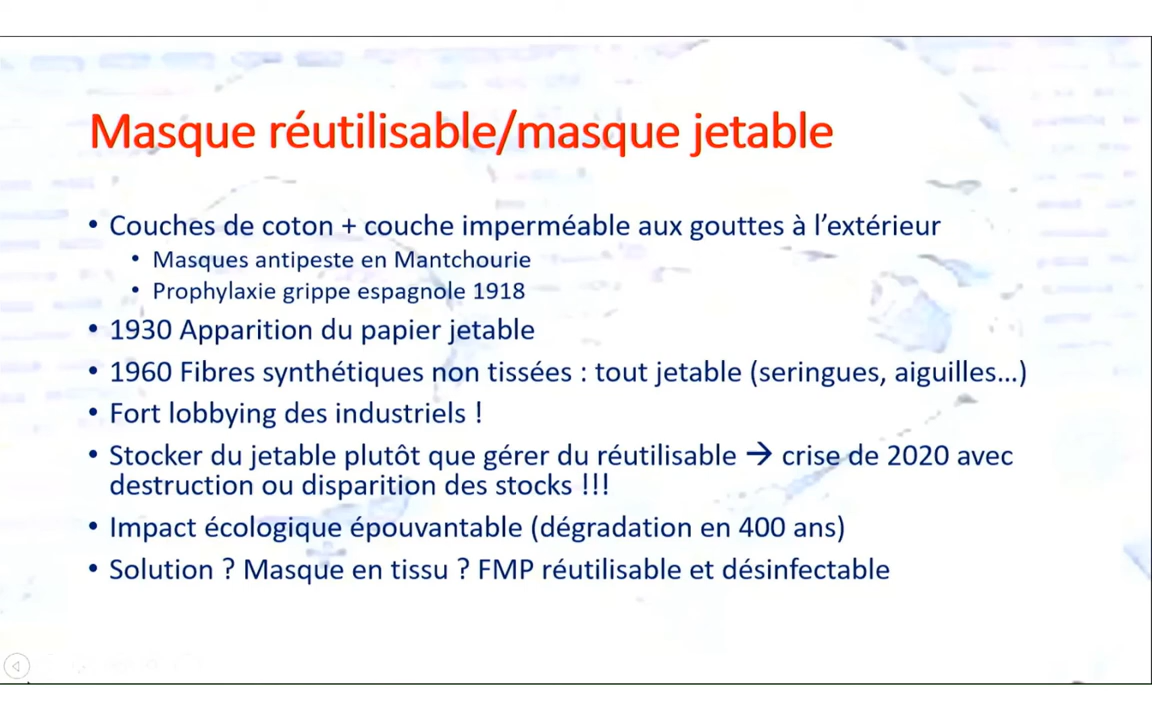 Masque réutilisable/masque jetable
• Couches de coton + couche imperméable aux gouttes à l’extérieur
• Masques antipeste en Mantchourie
• Prophylaxie grippe espagnole 1918
• 1930 Apparition du papier jetable
• 1960 Fibres synthétiques non tissées : tout jetable (seringues, aiguilles…)
• Fort lobbying des industriels !
• Stocker du jetable plutôt que gérer du réutilisable → crise de 2020 avec
destruction ou disparition des stocks !!!
• Impact écologique épouvantable (dégradation en 400 ans)
• Solution ? Masque en tissu ? FMP réutilisable et désinfectable